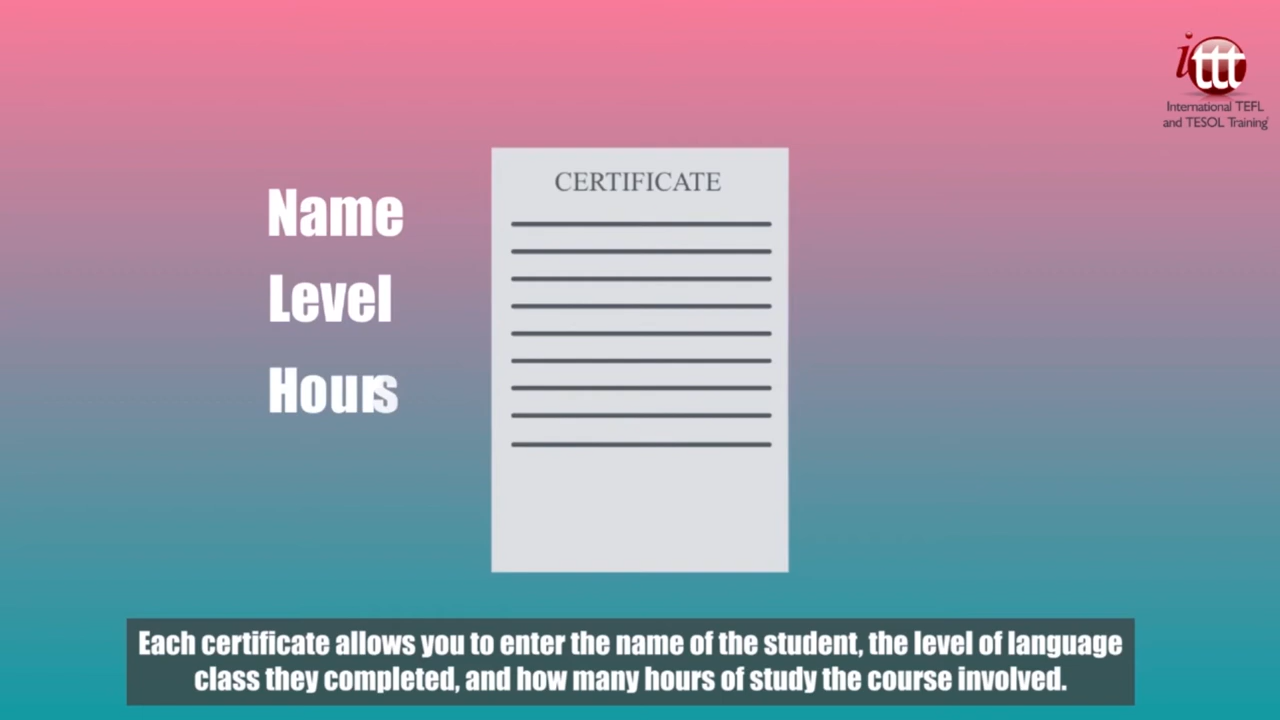 ittt
International TEFL
and TESOL Training
CERTIFICATE
Name
Level
Hours
Each certificate allows you to enter the name of the student, the level of language
class they completed, and how many hours of study the course involved.